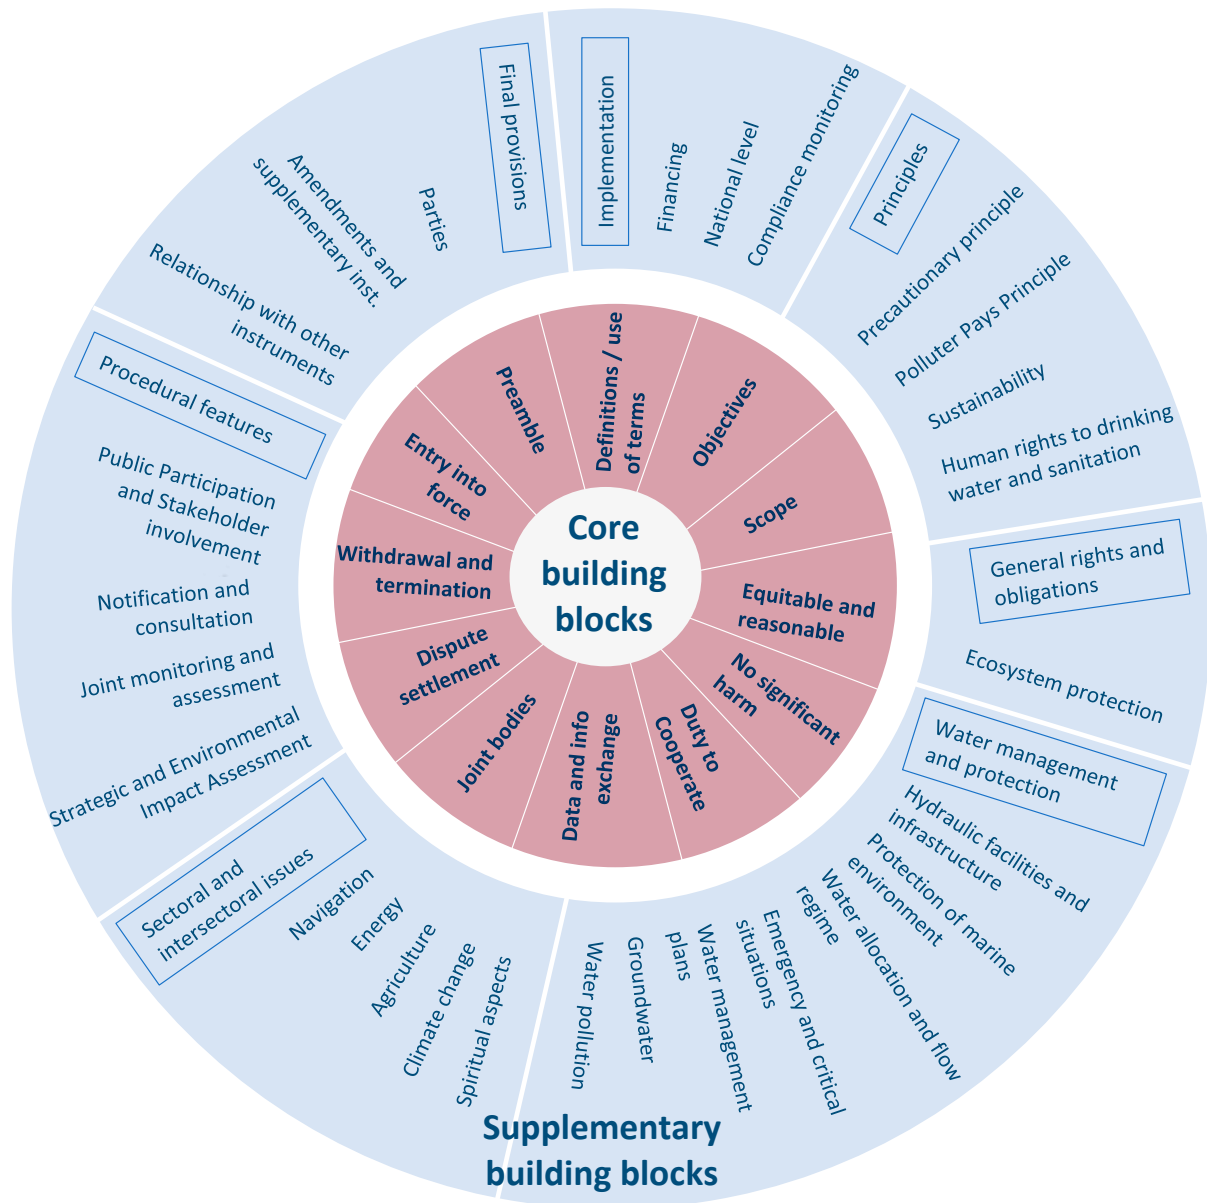 Core
building
blocks
Definitions / use
of terms
Objectives
Scope
Equitable and
reasonable
No significant
harm
Duty to
Cooperate
Data and info
exchange
Joint bodies
Dispute
settlement
Withdrawal and
termination
Entry into
force
Preamble
Implementation
Financing
National level
Compliance monitoring
Principles
Precautionary principle
Polluter Pays Principle
Sustainability
Human rights to drinking
water and sanitation
General rights and
obligations
Ecosystem protection
Water management
and protection
Hydraulic facilities and
infrastructure
Protection of marine
environment
Water allocation and flow
regime
Emergency and critical
situations
Water management
plans
Groundwater
Water pollution
Sectoral and
intersectoral issues
Navigation
Energy
Agriculture
Climate change
Spiritual aspects
Procedural features
Public Participation
and Stakeholder
involvement
Notification and
consultation
Joint monitoring and
assessment
Strategic and Environmental
Impact Assessment
Final provisions
Parties
Amendments and
supplementary inst.
Relationship with other
instruments
Supplementary
building blocks